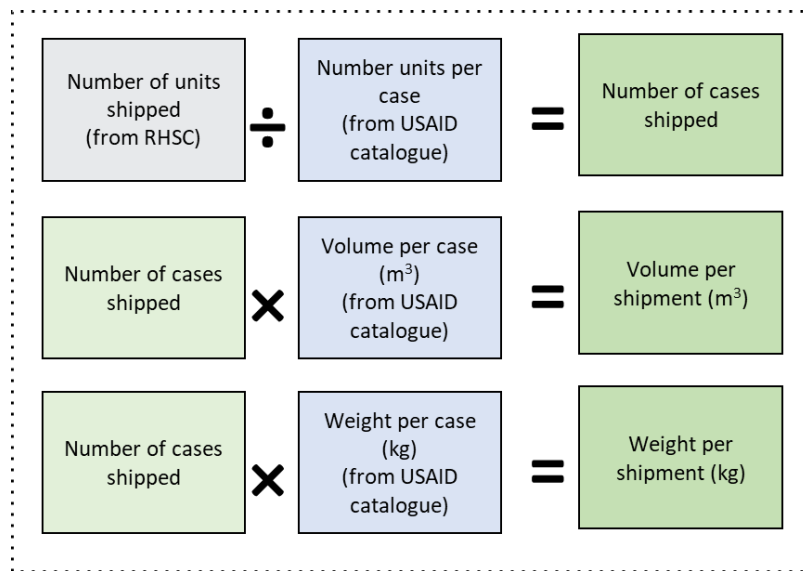 Number of units
shipped
(from RHSC)
÷
Number units per
case
(from USAID
catalogue)
=
Number of cases
shipped
Number of cases
shipped
×
Volume per case
(m³)
(from USAID
catalogue)
=
Volume per
shipment (m³)
Number of cases
shipped
×
Weight per case
(kg)
(from USAID
catalogue)
=
Weight per
shipment (kg)